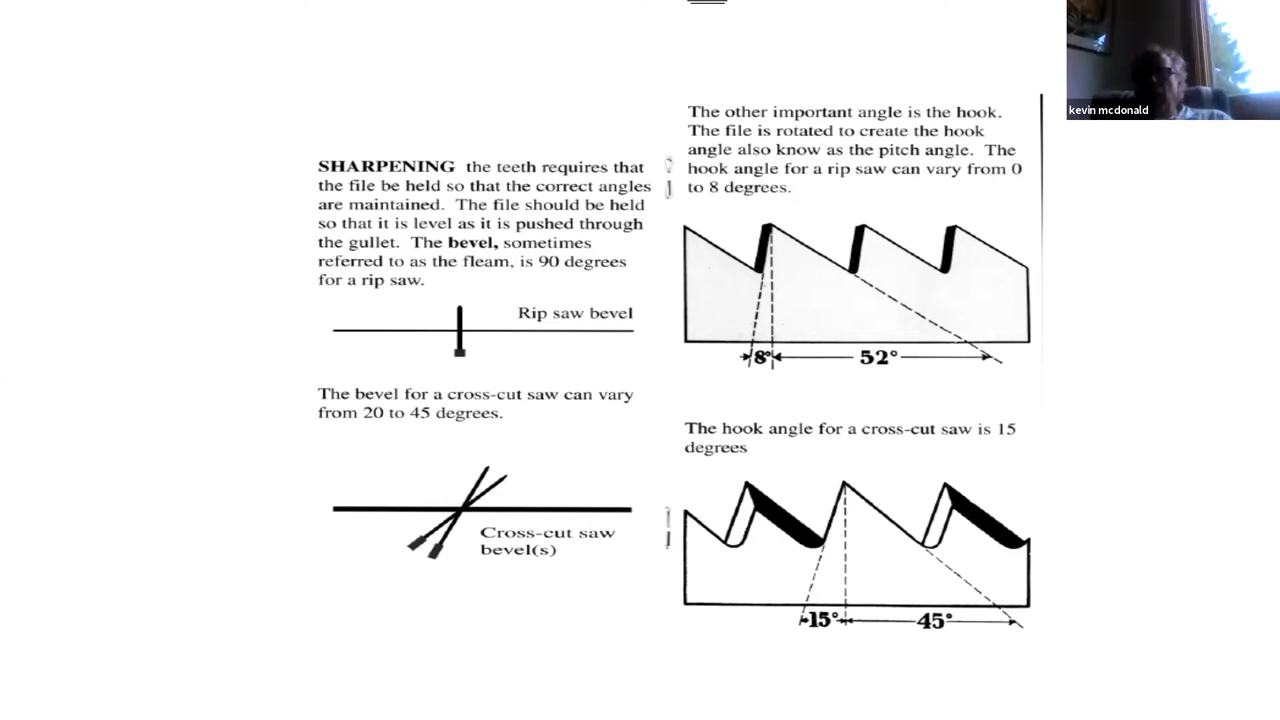 SHARPENING the teeth requires that
the file be held so that the correct angles
are maintained. The file should be held
so that it is level as it is pushed through
the gullet. The bevel, sometimes
referred to as the fleam, is 90 degrees
for a rip saw.
Rip saw bevel
The bevel for a cross-cut saw can vary
from 20 to 45 degrees.
Cross-cut saw
bevel(s)
The other important angle is the hook.
The file is rotated to create the hook
angle also know as the pitch angle. The
hook angle for a rip saw can vary from 0
to 8 degrees.
8° 52°
The hook angle for a cross-cut saw is 15
degrees
15° 45°
kevin mcdonald